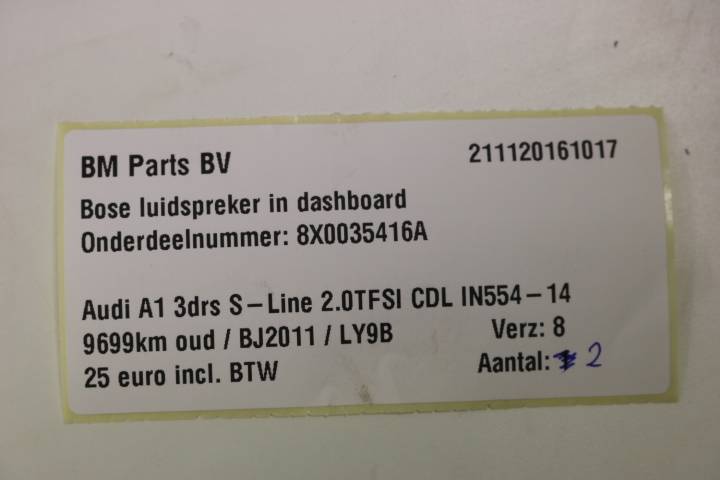 BM Parts BV 211120161017
Bose luidspreker in dashboard
Onderdeelnummer: 8X0035416A
Audi A1 3drs S-Line 2.0TFSI CDL IN554-14
9699km oud / BJ2011 / LY9B Verz: 8
25 euro incl. BTW Aantal: 2